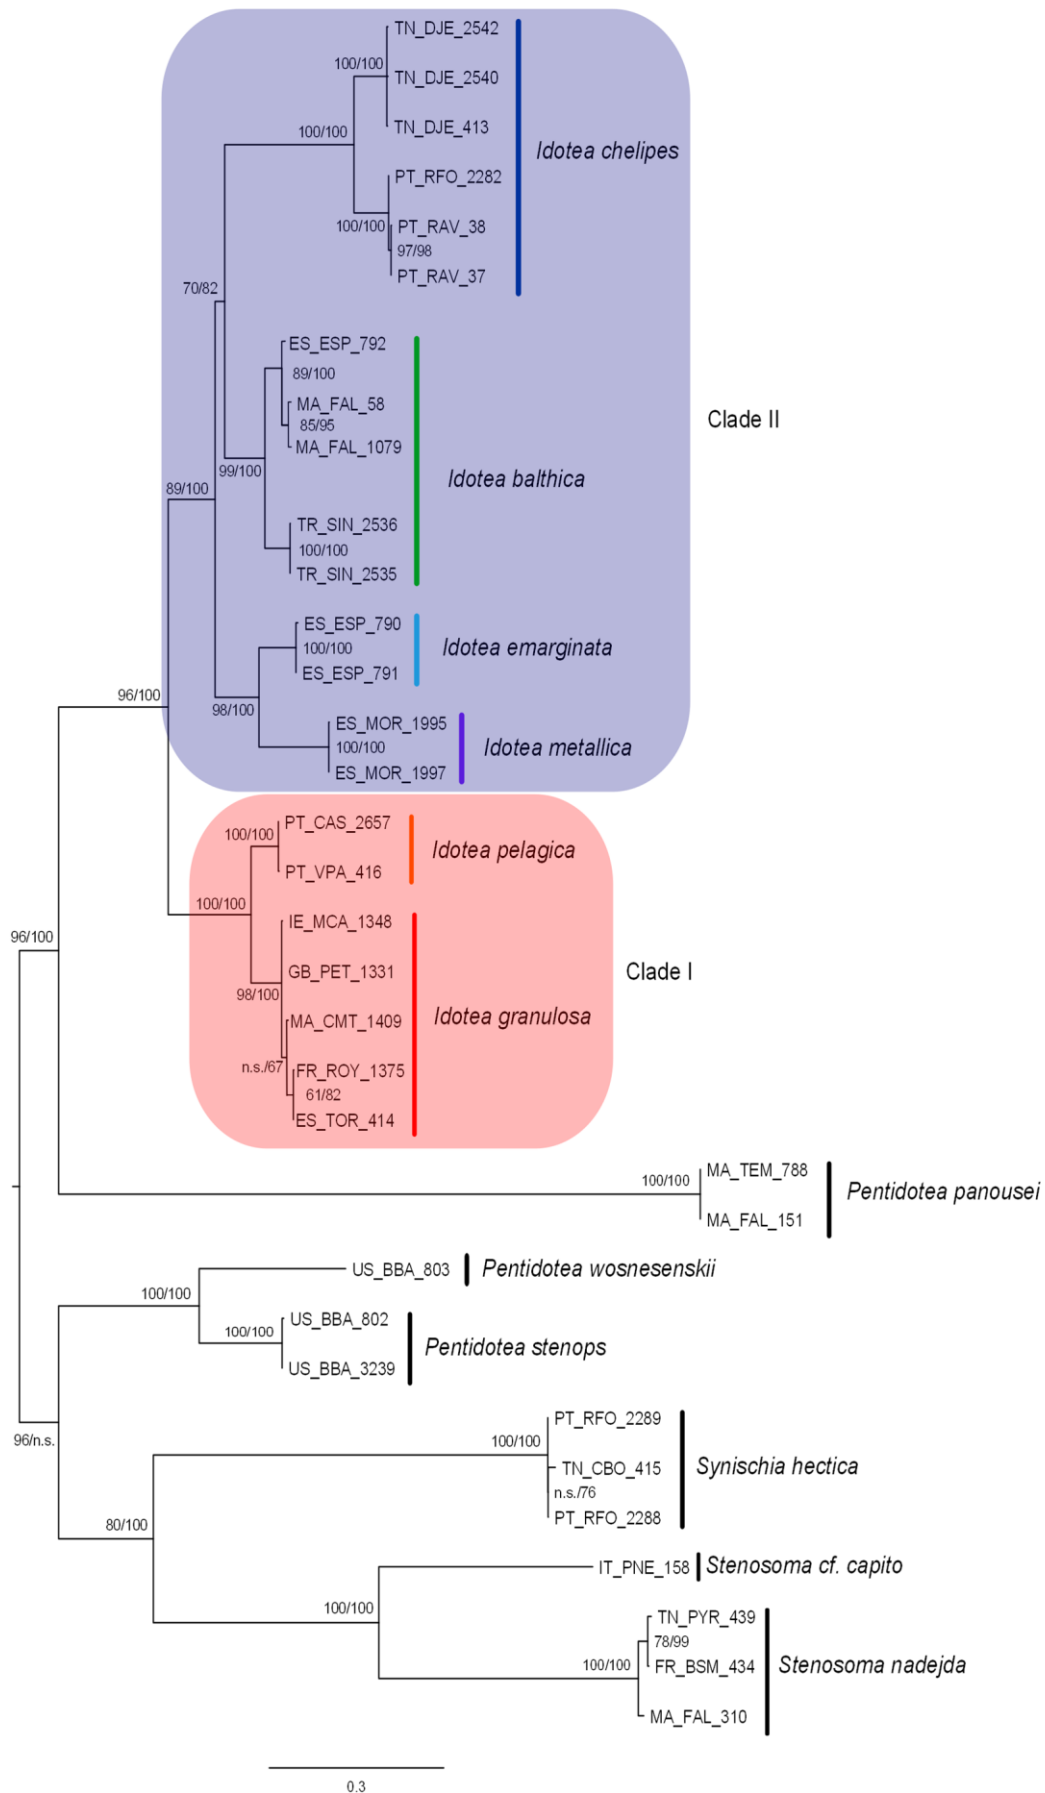 TN_DJE_2542
100/100
TN_DJE_2540
100/100
TN_DJE_413
Idotea chelipes
PT_RFO_2282
100/100
PT_RAV_38
97/98
PT_RAV_37
70/82
ES_ESP_792
89/100
MA_FAL_58
85/95
MA_FAL_1079
Clade II
99/100
Idotea balthica
89/100
TR_SIN_2536
100/100
TR_SIN_2535
ES_ESP_790
100/100
Idotea emarginata
ES_ESP_791
96/100
98/100
ES_MOR_1995
100/100
Idotea metallica
ES_MOR_1997
PT_CAS_2657
100/100
Idotea pelagica
PT_VPA_416
100/100
IE_MCA_1348
96/100
GB_PET_1331
Clade I
98/100
MA_CMT_1409
Idotea granulosa
n.s./67
FR_ROY_1375
61/82
ES_TOR_414
MA_TEM_788
100/100
Pentidotea panousei
MA_FAL_151
US_BBA_803
Pentidotea wosnesenskii
100/100
US_BBA_802
100/100
Pentidotea stenops
US_BBA_3239
PT_RFO_2289
96/n.s.
100/100
TN_CBO_415
Synischia hectica
n.s./76
PT_RFO_2288
80/100
IT_PNE_158
Stenosoma cf. capito
100/100
TN_PYR_439
78/99
100/100
FR_BSM_434
Stenosoma nadejda
MA_FAL_310
0.3